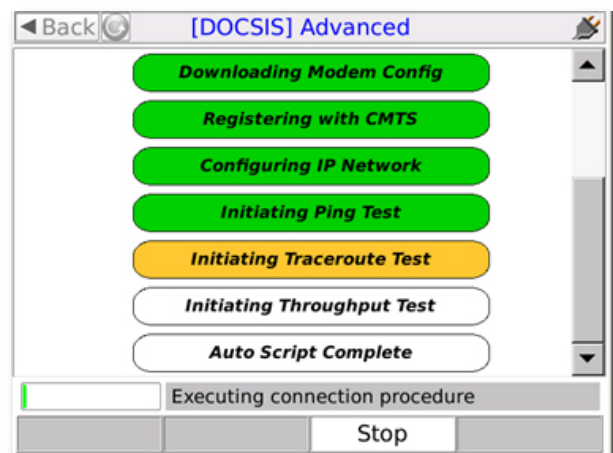 Back
[DOCSIS] Advanced
Downloading Modem Config
Registering with CMTS
Configuring IP Network
Initiating Ping Test
Initiating Traceroute Test
Initiating Throughput Test
Auto Script Complete
Executing connection procedure
Stop